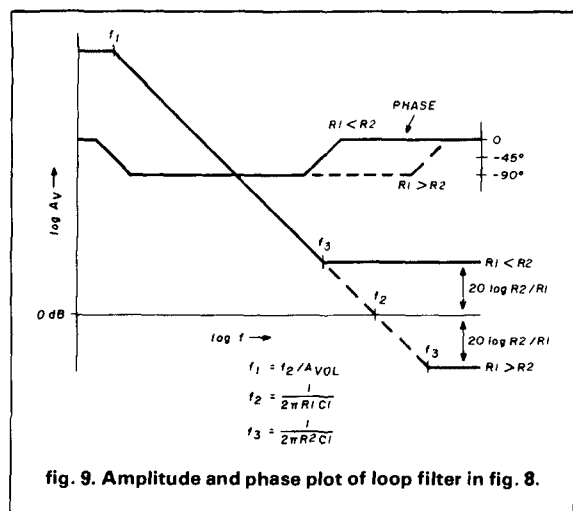 f1
PHASE
R1 < R2
0
-45°
-90°
R1 > R2
log AV →
f3
R1 < R2
20 log R2/R1
f2
0 dB
log f →
20 log R2/R1
f3
R1 > R2
f1 = f2/AVOL
f2 = 1/2πR1C1
f3 = 1/2πR2C1
fig. 9. Amplitude and phase plot of loop filter in fig. 8.